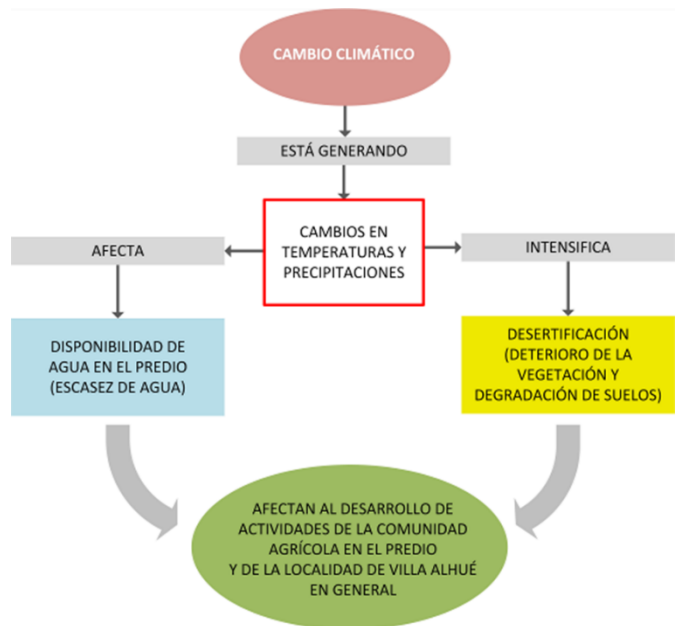 CAMBIO CLIMÁTICO
ESTÁ GENERANDO
CAMBIOS EN
TEMPERATURAS Y
PRECIPITACIONES
AFECTA
INTENSIFICA
DISPONIBILIDAD DE
AGUA EN EL PREDIO
(ESCASEZ DE AGUA)
DESERTIFICACIÓN
(DETERIORO DE LA
VEGETACIÓN Y
DEGRADACIÓN DE SUELOS)
AFECTAN AL DESARROLLO DE
ACTIVIDADES DE LA COMUNIDAD
AGRÍCOLA EN EL PREDIO
Y DE LA LOCALIDAD DE VILLA ALHUÉ
EN GENERAL